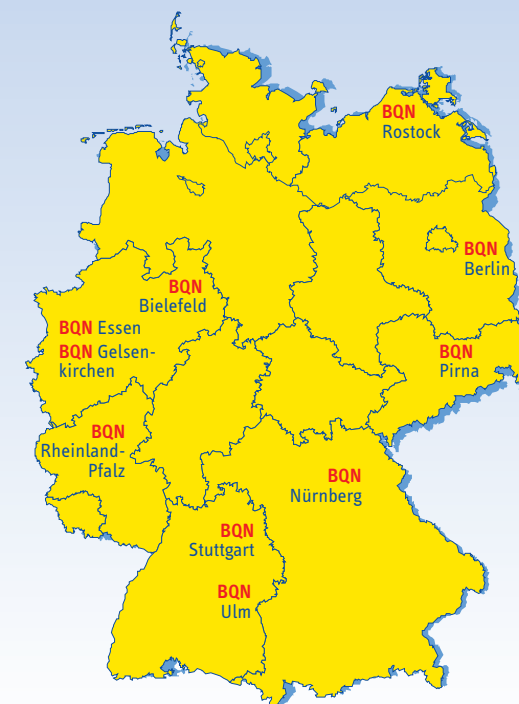 BQN
Rostock
BQN
Berlin
BQN
Bielefeld
BQN Essen
BQN Gelsen-
kirchen
BQN
Pirna
BQN
Rheinland-
Pfalz
BQN
Nürnberg
BQN
Stuttgart
BQN
Ulm